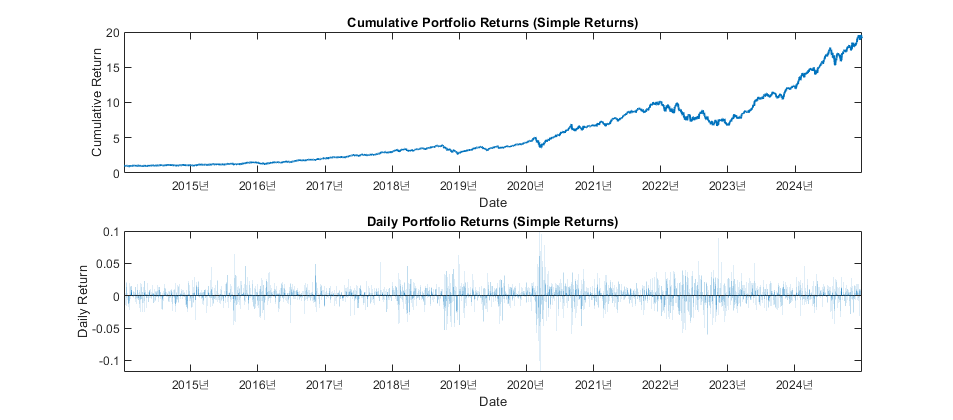 Cumulative Portfolio Returns (Simple Returns)
Cumulative Return
20
15
10
5
0
2015년 2016년 2017년 2018년 2019년 2020년 2021년 2022년 2023년 2024년
Date
Daily Portfolio Returns (Simple Returns)
Daily Return
0.1
0.05
0
-0.05
-0.1
2015년 2016년 2017년 2018년 2019년 2020년 2021년 2022년 2023년 2024년
Date